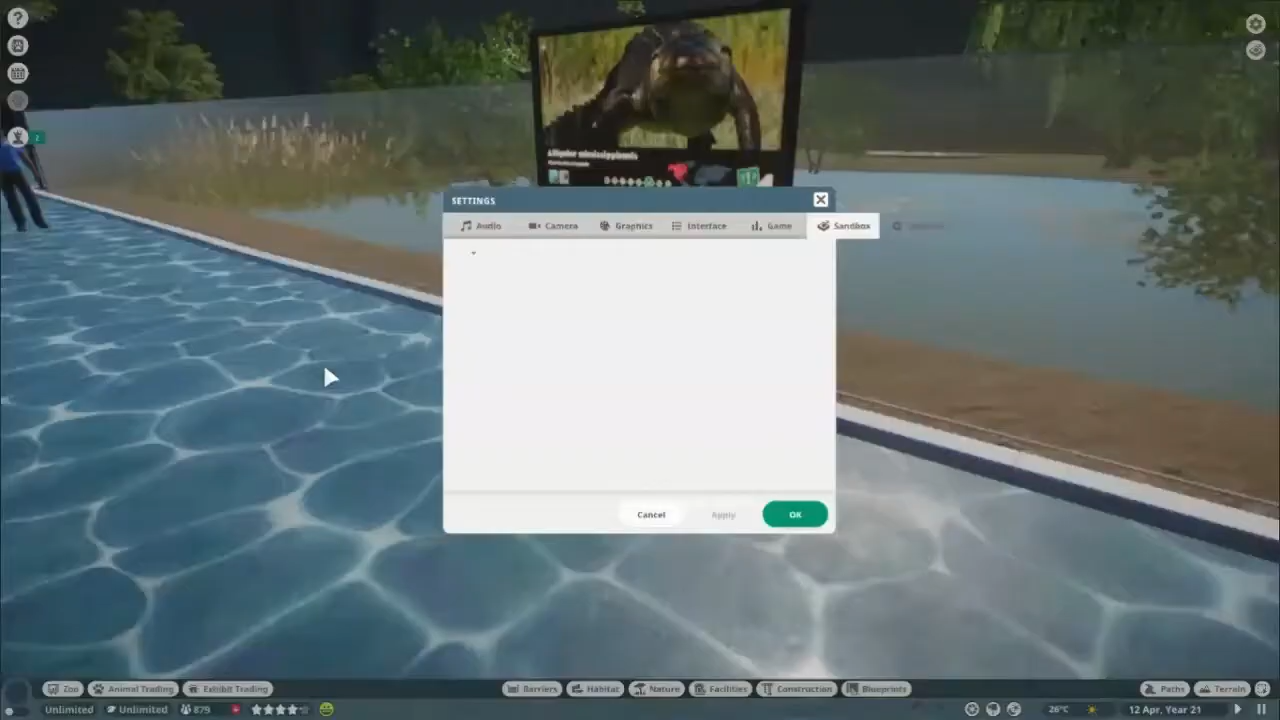 Alligator mississippiensis
2
SETTINGS
Audio Camera Graphics Interface Game Sandbox
Cancel Apply OK
Zoo Animal Trading Exhibit Trading Barriers Habitat Nature Facilities Construction Blueprints Paths Terrain
Unlimited Unlimited 879 26°C 12 Apr, Year 21